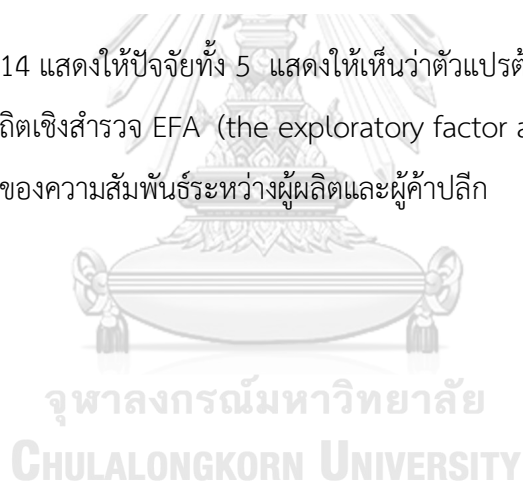 14 แสดงให้ปัจจัยทั้ง 5 แสดงให้เห็นว่าตัวแปรต้
ถิตเชิงสำรวจ EFA (the exploratory factor a
ของความสัมพันธ์ระหว่างผู้ผลิตและผู้ค้าปลีก
จุฬาลงกรณ์มหาวิทยาลัย
CHULALONGKORN UNIVERSITY